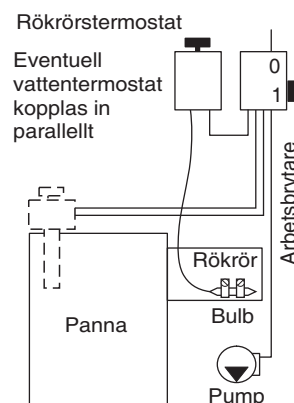 Rökrörstermostat
Eventuell
vattentermostat
kopplas in
parallellt
0
1
Arbetsbrytare
Rökrör
Bulb
Panna
Pump